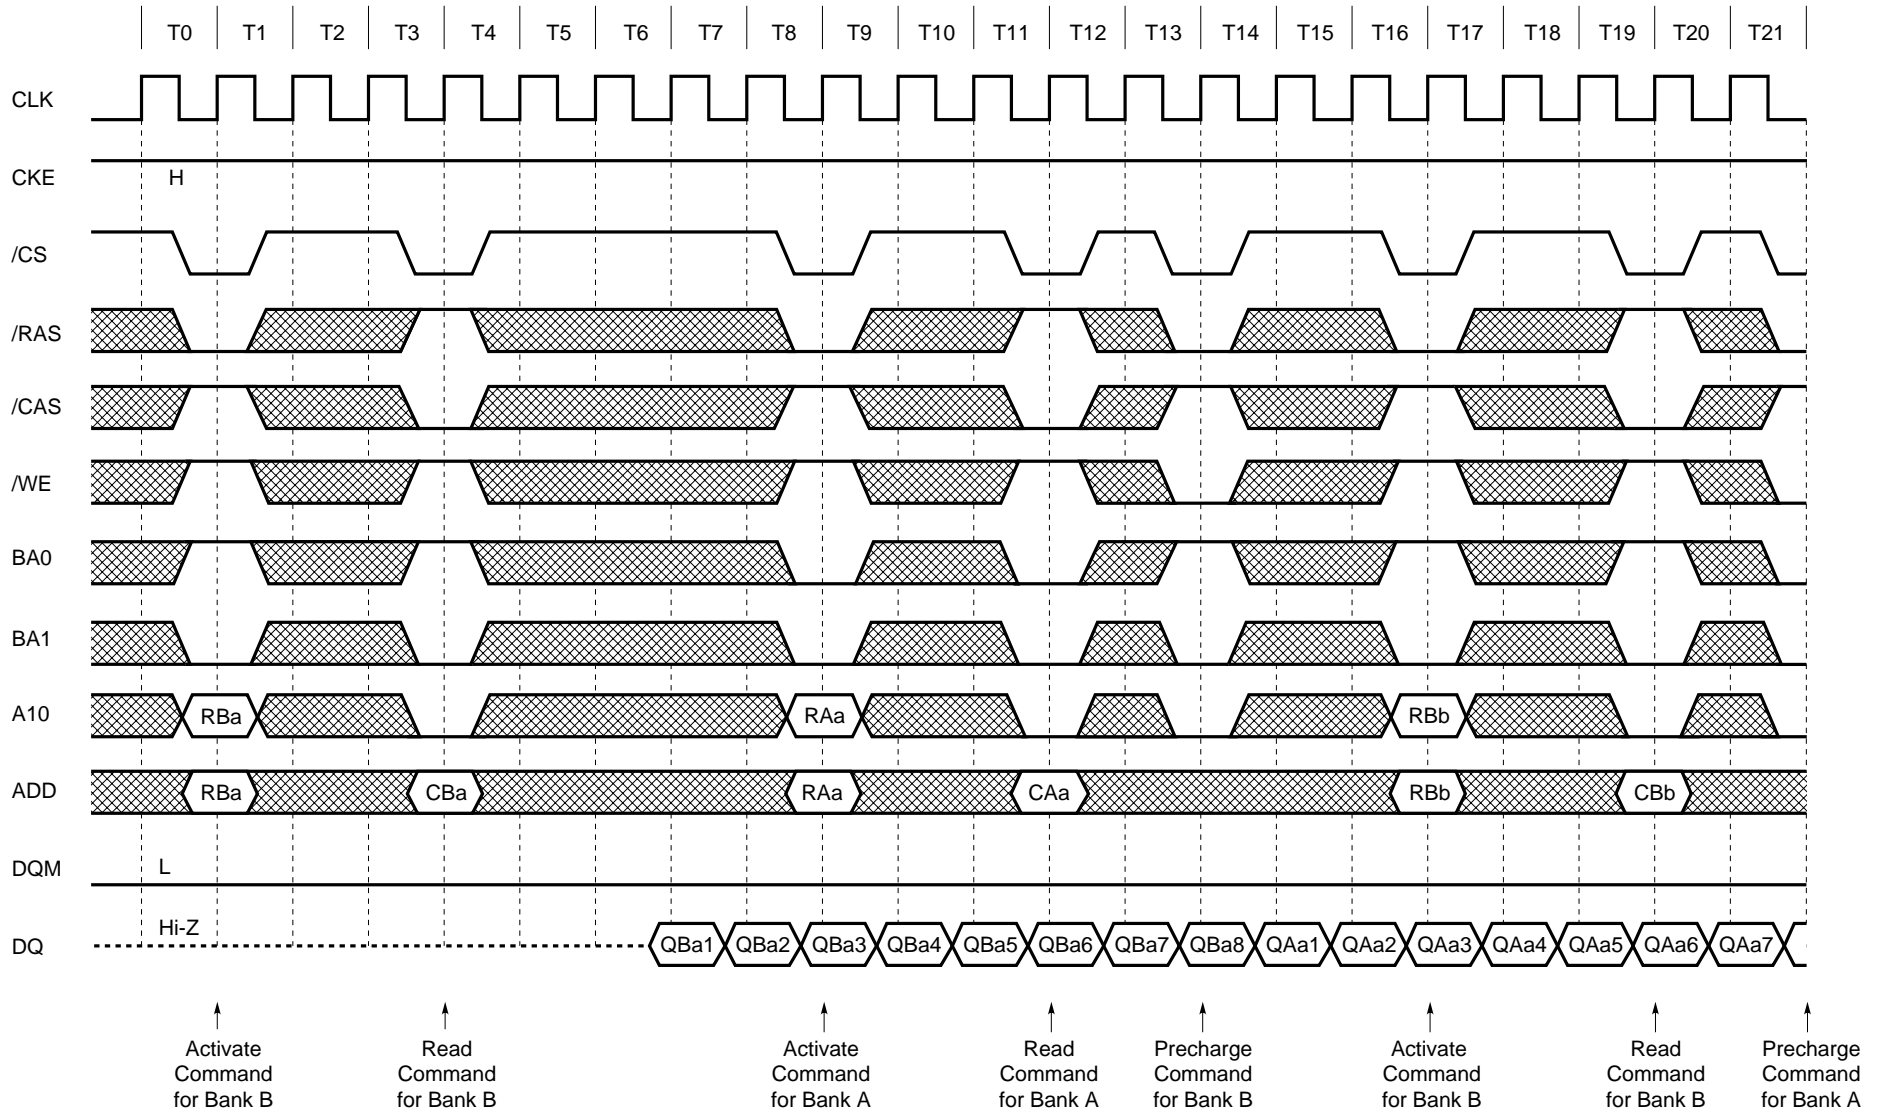 T0 T1 T2 T3 T4 T5 T6 T7 T8 T9 T10 T11 T12 T13 T14 T15 T16 T17 T18 T19 T20 T21
CLK
CKE H
/CS
/RAS
/CAS
/WE
BA0
BA1
A10 RBa RAa RBb
ADD RBa CBa RAa CAa RBb CBb
DQM L
DQ Hi-Z QBa1 QBa2 QBa3 QBa4 QBa5 QBa6 QBa7 QBa8 QAa1 QAa2 QAa3 QAa4 QAa5 QAa6 QAa7
Activate
Command
for Bank B
Read
Command
for Bank B
Activate
Command
for Bank A
Read
Command
for Bank A
Precharge
Command
for Bank B
Activate
Command
for Bank B
Read
Command
for Bank B
Precharge
Command
for Bank A